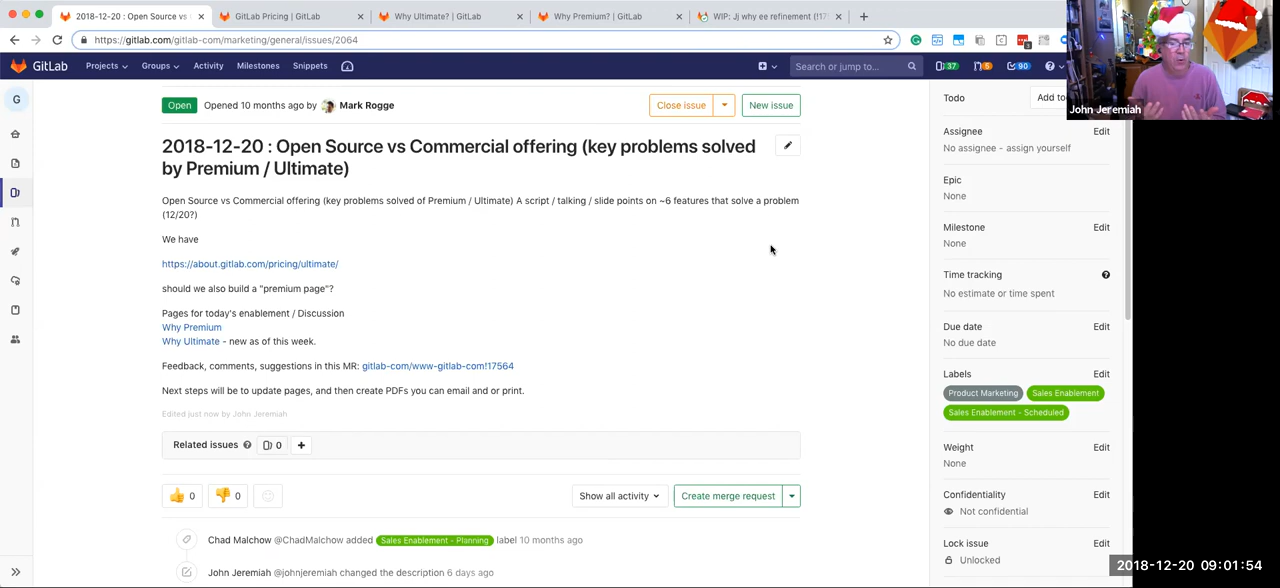 2018-12-20 : Open Source vs
GitLab Pricing | GitLab
Why Ultimate? | GitLab
Why Premium? | GitLab
WIP: Jj why ee refinement (!17
https://gitlab.com/gitlab-com/marketing/general/issues/2064
GitLab
Projects
Groups
Activity
Milestones
Snippets
Search or jump to...
37
5
90
G
Open
Opened 10 months ago by Mark Rogge
Close issue
New issue
2018-12-20 : Open Source vs Commercial offering (key problems solved
by Premium / Ultimate)
Open Source vs Commercial offering (key problems solved of Premium / Ultimate) A script / talking / slide points on ~6 features that solve a problem
(12/20?)
We have
https://about.gitlab.com/pricing/ultimate/
should we also build a "premium page"?
Pages for today's enablement / Discussion
Why Premium
Why Ultimate - new as of this week.
Feedback, comments, suggestions in this MR: gitlab-com/www-gitlab-com!17564
Next steps will be to update pages, and then create PDFs you can email and or print.
Edited just now by John Jeremiah
Related issues
0
0
0
Show all activity
Create merge request
Chad Malchow @ChadMalchow added Sales Enablement - Planning label 10 months ago
John Jeremiah @johnjeremiah changed the description 6 days ago
Todo
Add to
Assignee
Edit
No assignee - assign yourself
Epic
None
Milestone
Edit
None
Time tracking
No estimate or time spent
Due date
Edit
No due date
Labels
Edit
Product Marketing
Sales Enablement
Sales Enablement - Scheduled
Weight
Edit
None
Confidentiality
Edit
Not confidential
Lock issue
Edit
Unlocked
John Jeremiah
2018-12-20 09:01:54